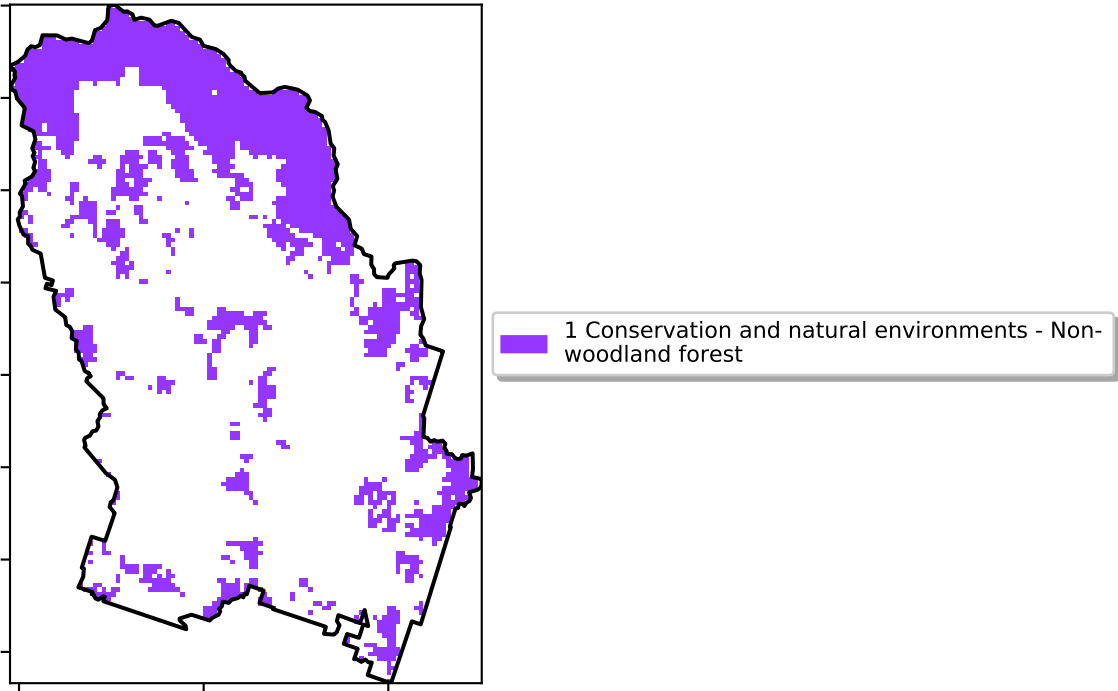 1 Conservation and natural environments - Non-
woodland forest